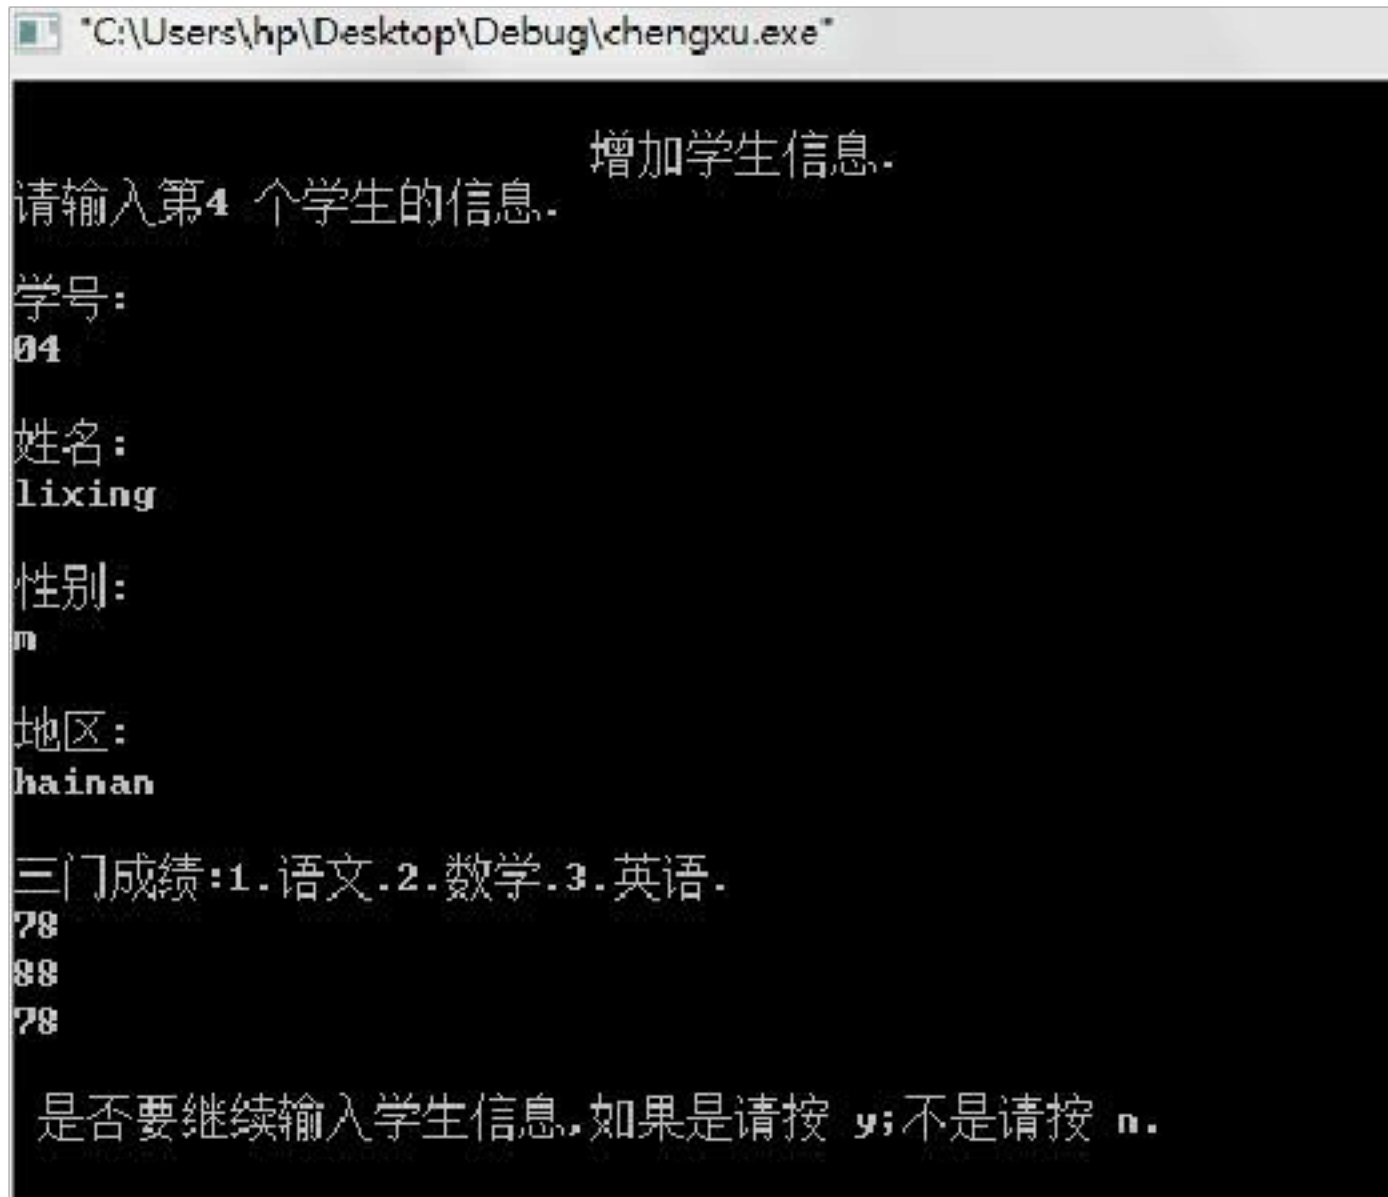 "C:\Users\hp\Desktop\Debug\chengxu.exe"
增加学生信息.
请输入第4 个学生的信息.
学号:
04
姓名:
lixing
性别:
m
地区:
hainan
三门成绩:1.语文.2.数学.3.英语.
78
88
78
是否要继续输入学生信息,如果是请按 y;不是请按 n.